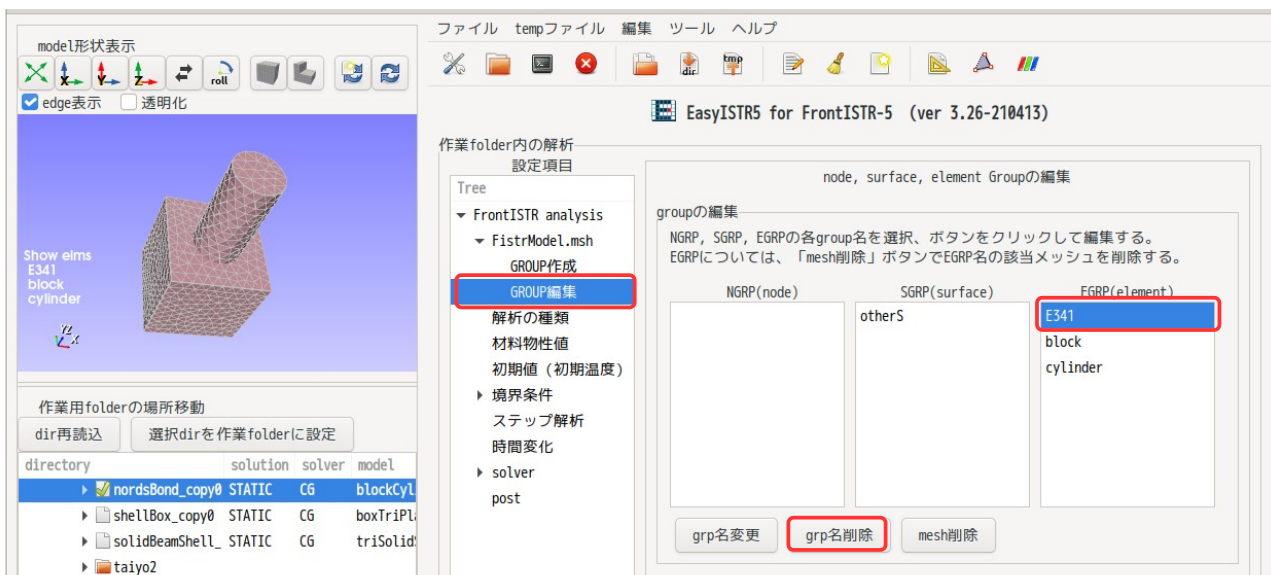 model形状表示
roll
edge表示 透明化
Show elms
E341
block
cylinder
作業用folderの場所移動
dir再読込 選択dirを作業folderに設定
directory solution solver model
nordsBond_copy0 STATIC CG blockCyl
shellBox_copy0 STATIC CG boxTriPl
solidBeamShell_ STATIC CG triSolid
taiyo2
ファイル tempファイル 編集 ツール ヘルプ
dir tmp
EasyISTR5 for FrontISTR-5 (ver 3.26-210413)
作業folder内の解析
設定項目
Tree
FrontISTR analysis
FistrModel.msh
GROUP作成
GROUP編集
解析の種類
材料物性値
初期値(初期温度)
境界条件
ステップ解析
時間変化
solver
post
node, surface, element Groupの編集
groupの編集
NGRP, SGRP, EGRPの各group名を選択、ボタンをクリックして編集する。
EGRPについては、「mesh削除」ボタンでEGRP名の該当メッシュを削除する。
NGRP(node) SGRP(surface) EGRP(element)
otherS E341
block
cylinder
grp名変更 grp名削除 mesh削除